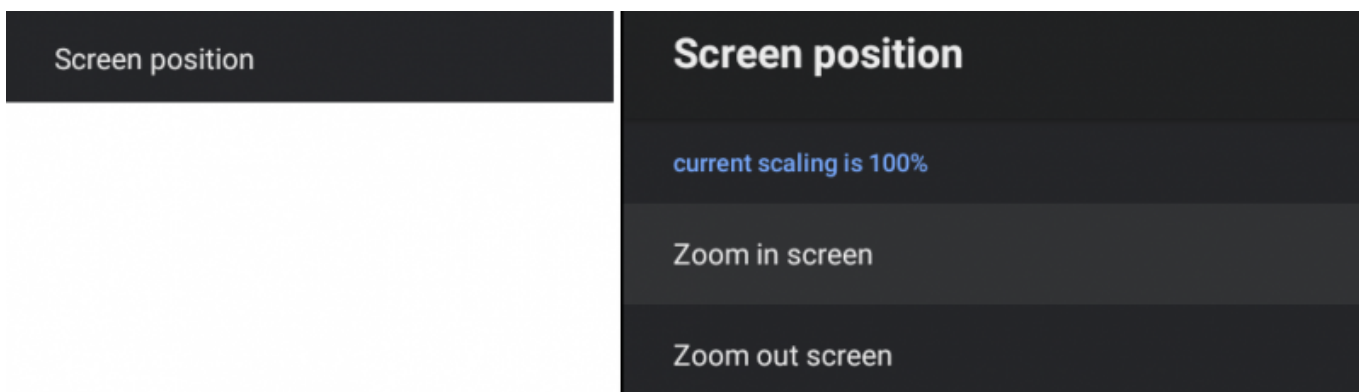 Screen position
Screen position
current scaling is 100%
Zoom in screen
Zoom out screen